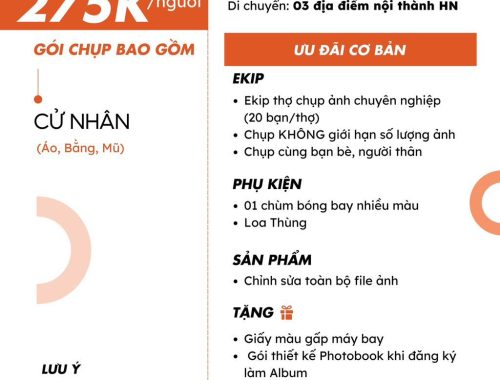 275K/người
GÓI CHỤP BAO GỒM
CỬ NHÂN
(Áo, Bằng, Mũ)
LƯU Ý
Di chuyển: 03 địa điểm nội thành HN
ƯU ĐÃI CƠ BẢN
EKIP
• Ekip thợ chụp ảnh chuyên nghiệp
(20 bạn/thợ)
• Chụp KHÔNG giới hạn số lượng ảnh
• Chụp cùng bạn bè, người thân
PHỤ KIỆN
• 01 chùm bóng bay nhiều màu
• Loa Thùng
SẢN PHẨM
• Chỉnh sửa toàn bộ file ảnh
TẶNG
• Giấy màu gấp máy bay
• Gói thiết kế Photobook khi đăng ký
làm Album